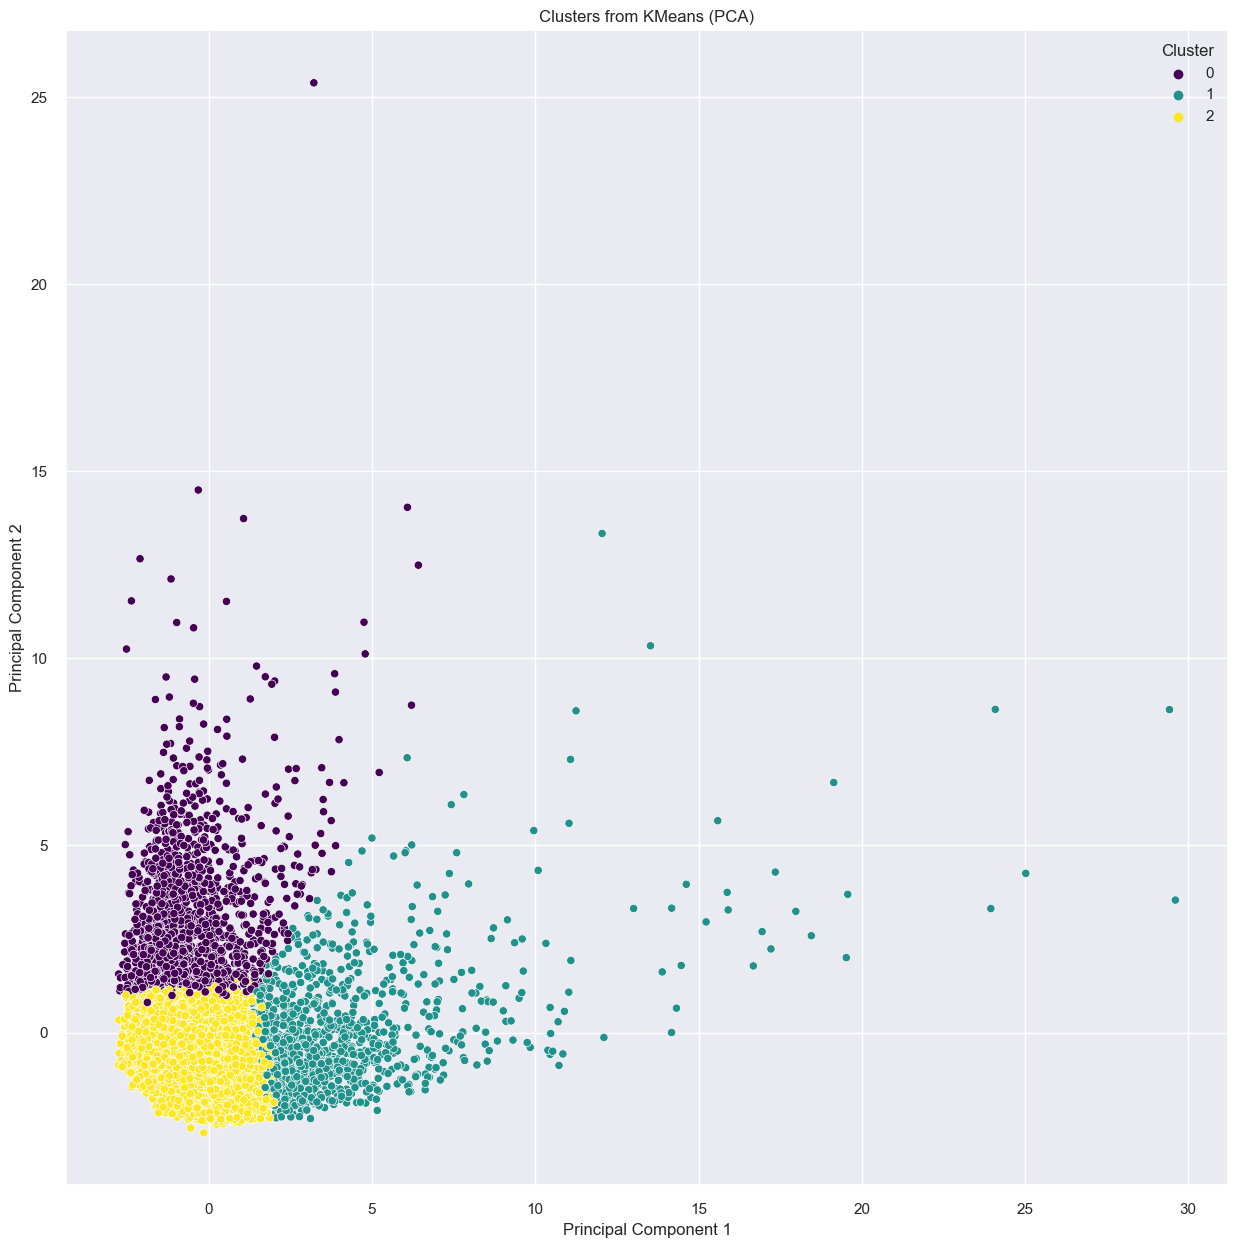 Clusters from KMeans (PCA)
Cluster
0
1
2
25
20
15
10
5
0
Principal Component 2
0 5 10 15 20 25 30
Principal Component 1